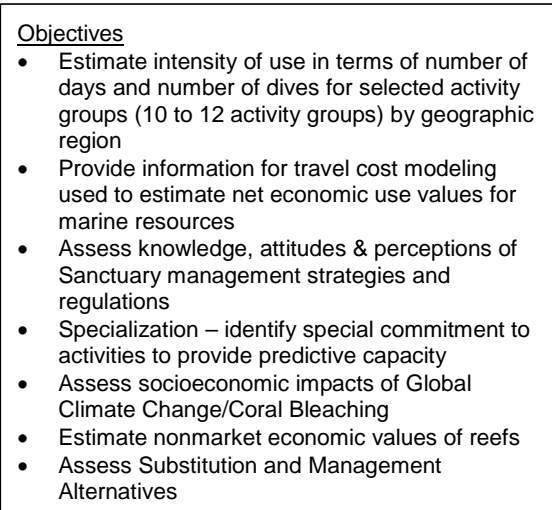 Objectives
• Estimate intensity of use in terms of number of
days and number of dives for selected activity
groups (10 to 12 activity groups) by geographic
region
• Provide information for travel cost modeling
used to estimate net economic use values for
marine resources
• Assess knowledge, attitudes & perceptions of
Sanctuary management strategies and
regulations
• Specialization – identify special commitment to
activities to provide predictive capacity
• Assess socioeconomic impacts of Global
Climate Change/Coral Bleaching
• Estimate nonmarket economic values of reefs
• Assess Substitution and Management
Alternatives